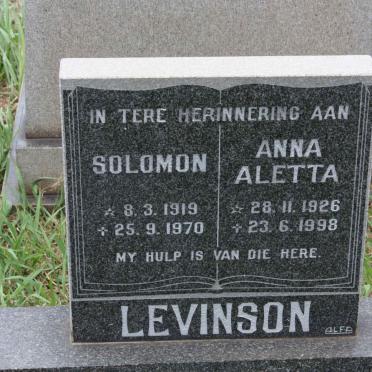 IN TERE HERINNERING AAN
SOLOMON
☆ 8. 3. 1919
✢ 25. 9. 1970
ANNA
ALETTA
☆ 28. 11. 1926
✢ 23. 6. 1998
MY HULP IS VAN DIE HERE.
LEVINSON
ALFA